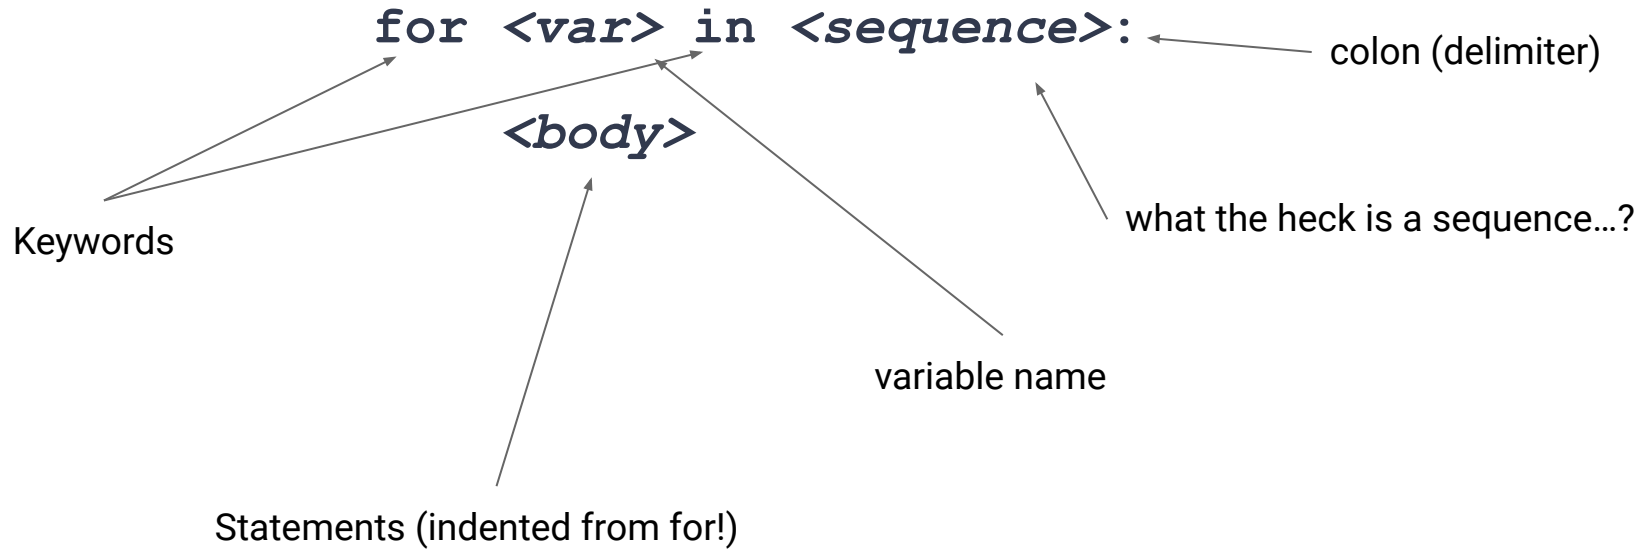 for <var> in <sequence>:
colon (delimiter)
<body>
what the heck is a sequence...?
Keywords
variable name
Statements (indented from for!)